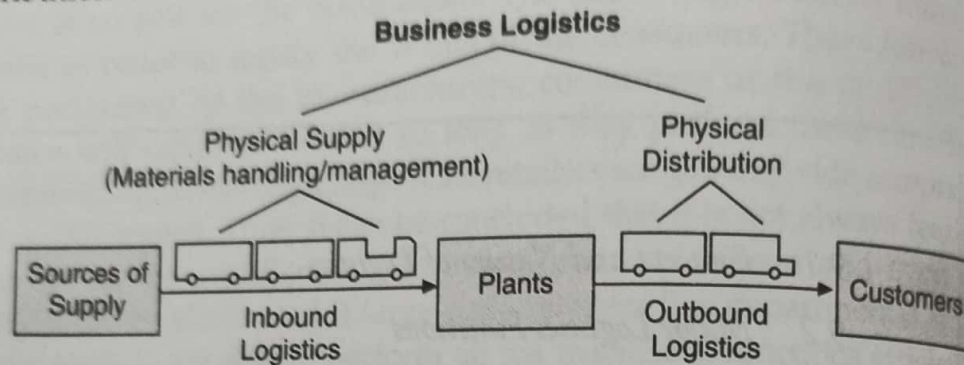 Business Logistics
Physical Supply
(Materials handling/management)
Physical
Distribution
Sources of
Supply
Inbound
Logistics
Plants
Outbound
Logistics
Customers